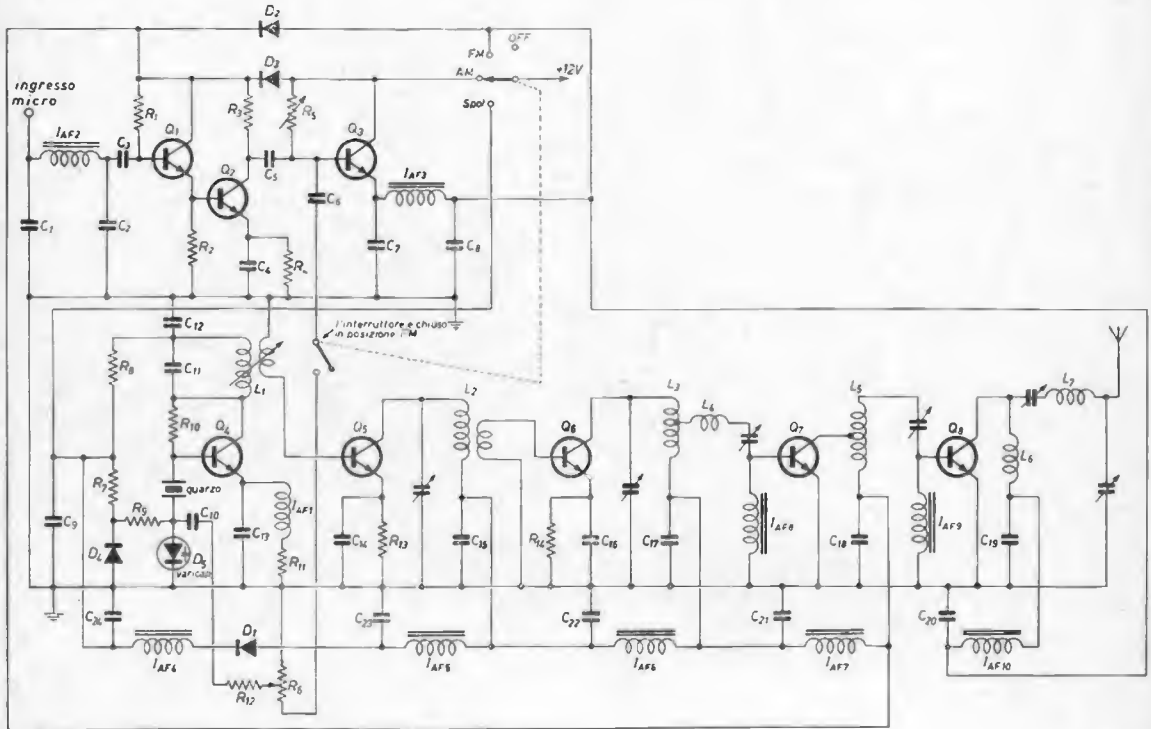 D2
OFF
FM
D3
AM
+12V
ingresso
micro
Spot
R1
R3
R5
IAF2
C3
Q1
Q2
C5
Q3
IAF3
C6
C1
C2
R2
C4
R4
C7
C8
C12
l'interruttore è chiuso
in posizione FM
R8
C11
L1
L2
L3
L4
L5
L7
R10
Q4
Q5
Q6
Q7
Q8
L6
R7
quarzo
IAF1
C9
R9
C10
C13
C14
R13
C15
R14
C16
C17
IAF8
C18
IAF9
C19
D4
D5
varicap
R11
C24
D1
C23
C22
C21
C20
IAF4
IAF5
IAF6
IAF7
IAF10
R12
R6